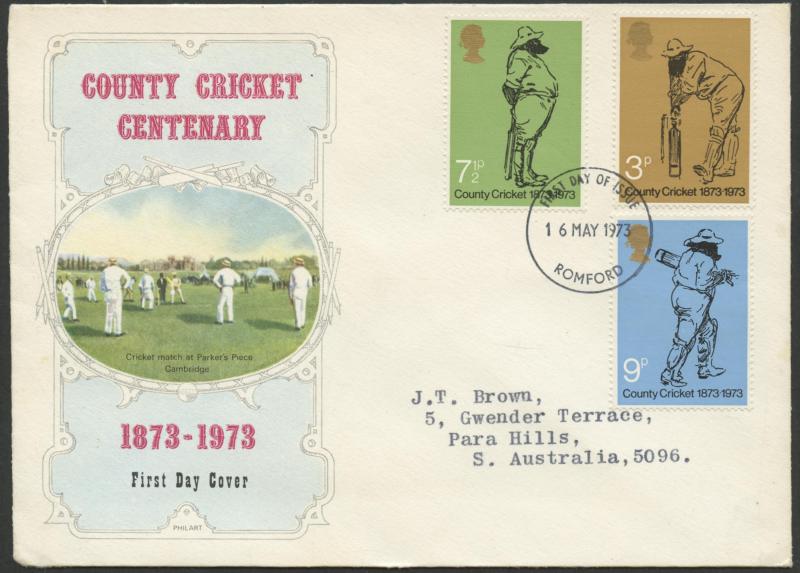 COUNTY CRICKET
CENTENARY
Cricket match at Parker's Piece
Cambridge
1873-1973
First Day Cover
PHILART
7½P
County Cricket 1873-1973
3P
County Cricket 1873-1973
FIRST DAY OF ISSUE
16 MAY 1973
ROMFORD
9P
County Cricket 1873-1973
J.T. Brown,
5, Gwender Terrace,
Para Hills,
S. Australia,5096.